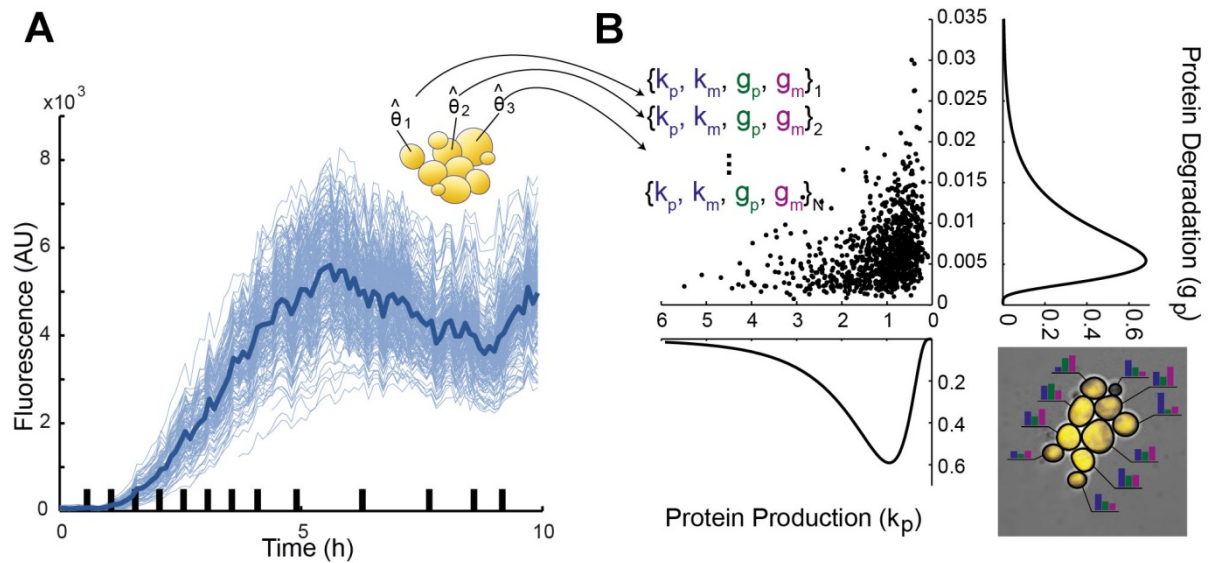 A
x10³
Fluorescence (AU)
8
6
4
2
0
0
5
10
Time (h)
θ̂₁
θ̂₂
θ̂₃
B
{kₚ, kₘ, gₚ, gₘ}₁
{kₚ, kₘ, gₚ, gₘ}₂
⋮
{kₚ, kₘ, gₚ, gₘ}N
0.035
0.03
0.025
0.02
0.015
0.01
0.005
0
6
5
4
3
2
1
0
0.2
0.4
0.6
Protein Production (kₚ)
0
.2
0.4
0.6
Protein Degradation (gₚ)